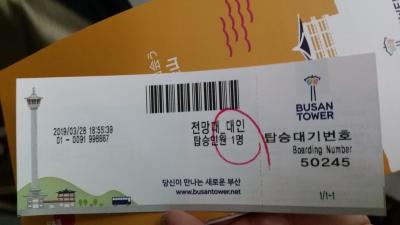 2019/03/28 18:55:39
01 - 0091 998867
전망대_대인
탑승인원 1명
당신이 만나는 새로운 부산
www.busantower.net
BUSAN
TOWER
탑승대기번호
Boarding Number
50245
1/1-1